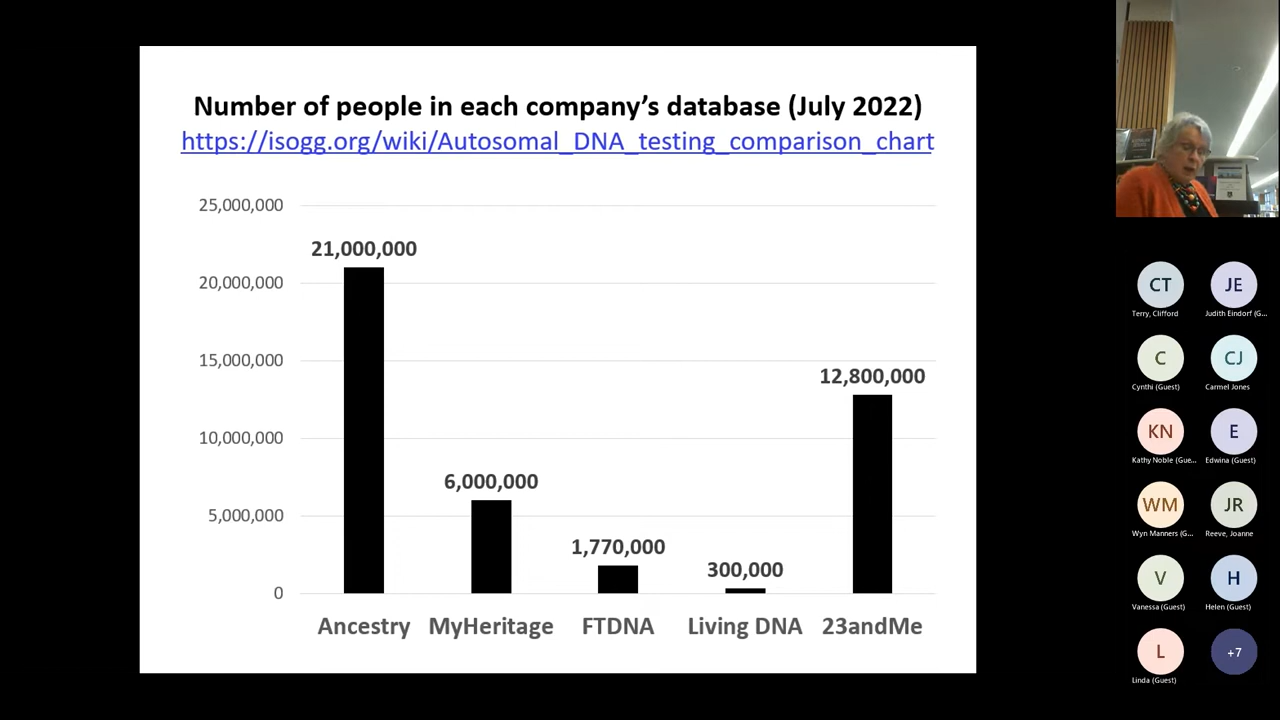 Number of people in each company's database (July 2022)
https://isogg.org/wiki/Autosomal_DNA_testing_comparison_chart
25,000,000
20,000,000
15,000,000
10,000,000
5,000,000
0
21,000,000
6,000,000
1,770,000
300,000
12,800,000
Ancestry
MyHeritage
FTDNA
Living DNA
23andMe
CT
Terry, Clifford
JE
Judith Eindorf (G...
C
Cynthi (Guest)
CJ
Carmel Jones
KN
Kathy Noble (Gue...
E
Edwina (Guest)
WM
Wyn Manners (G...
JR
Reeve, Joanne
V
Vanessa (Guest)
H
Helen (Guest)
L
Linda (Guest)
+7